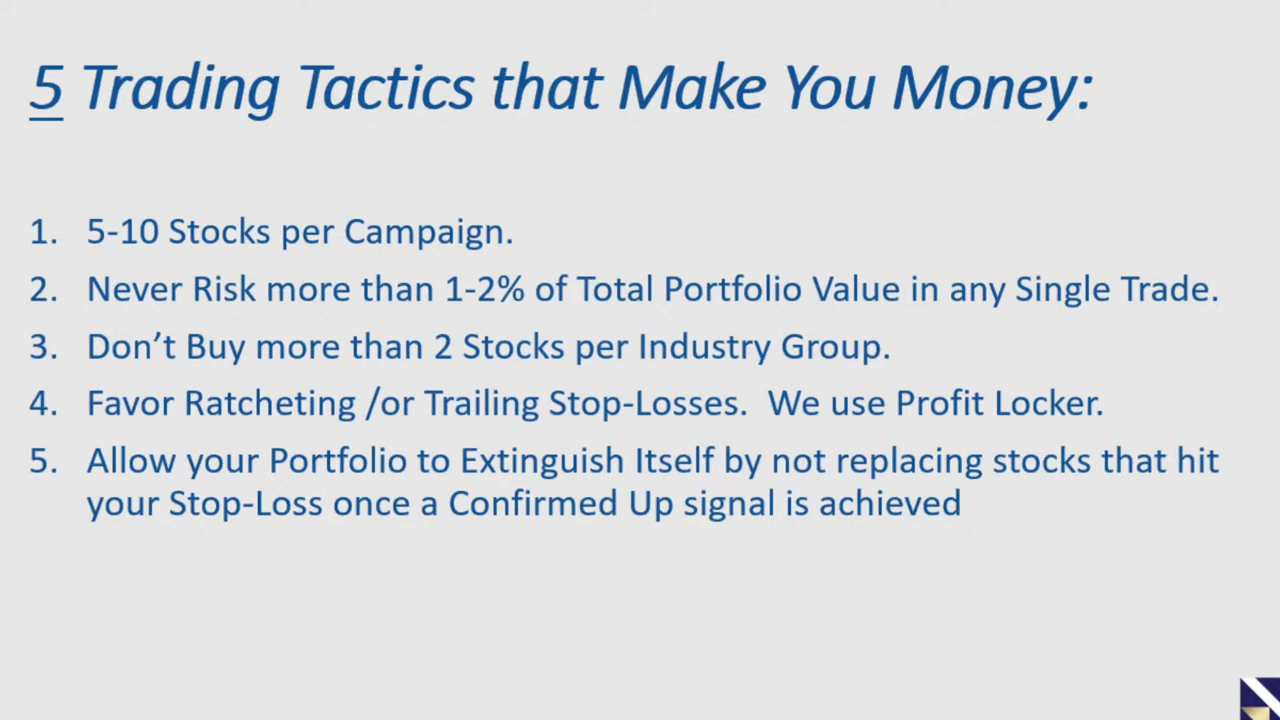 5 Trading Tactics that Make You Money:
1. 5-10 Stocks per Campaign.
2. Never Risk more than 1-2% of Total Portfolio Value in any Single Trade.
3. Don’t Buy more than 2 Stocks per Industry Group.
4. Favor Ratcheting /or Trailing Stop-Losses.  We use Profit Locker.
5. Allow your Portfolio to Extinguish Itself by not replacing stocks that hit
your Stop-Loss once a Confirmed Up signal is achieved